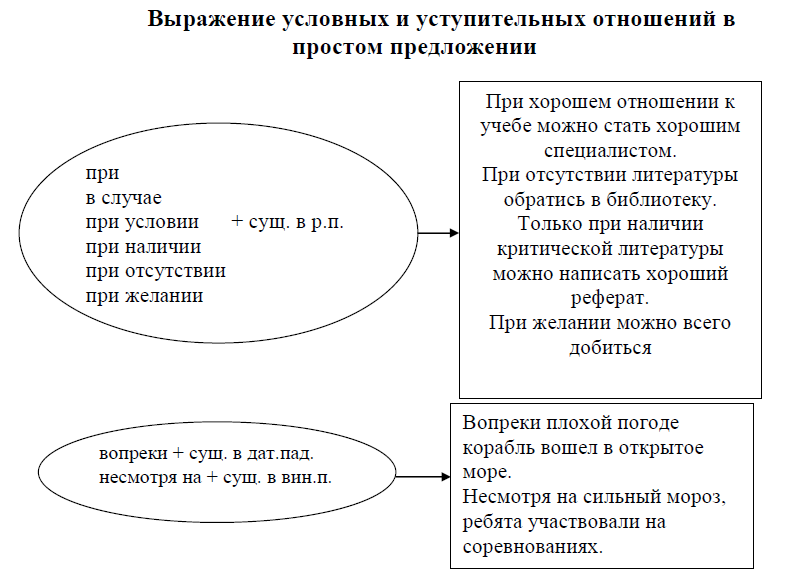 Выражение условных и уступительных отношений в
простом предложении
при
в случае
при условии + сущ. в р.п.
при наличии
при отсутствии
при желании
При хорошем отношении к
учебе можно стать хорошим
специалистом.
При отсутствии литературы
обратись в библиотеку.
Только при наличии
критической литературы
можно написать хороший
реферат.
При желании можно всего
добиться
вопреки + сущ. в дат.пад.
несмотря на + сущ. в вин.п.
Вопреки плохой погоде
корабль вошел в открытое
море.
Несмотря на сильный мороз,
ребята участвовали на
соревнованиях.